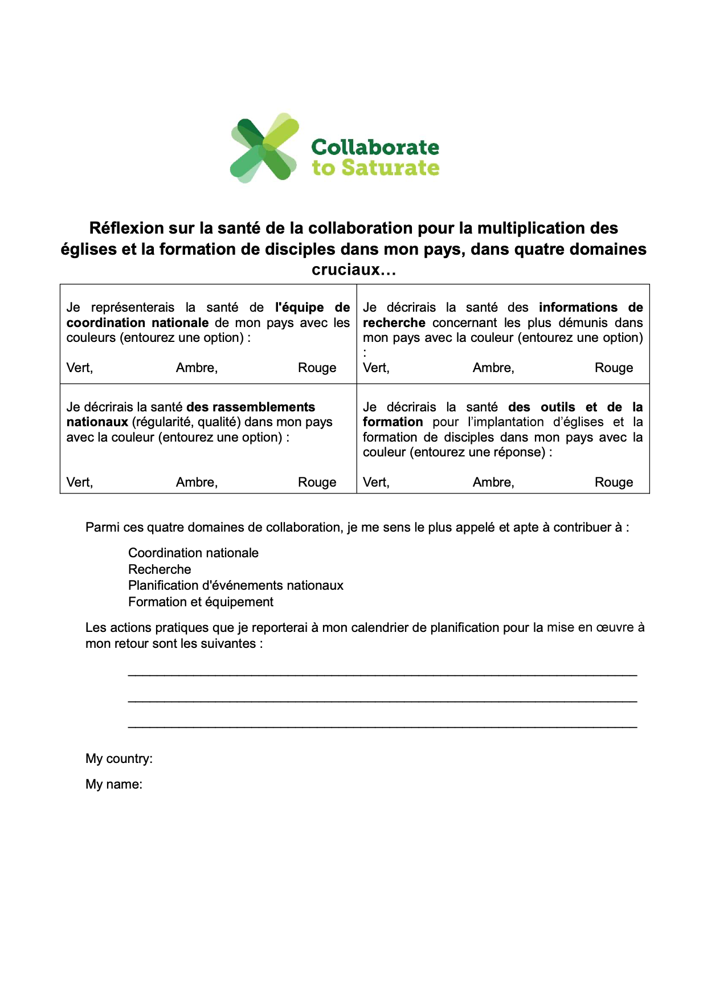 Collaborate
to Saturate
Réflexion sur la santé de la collaboration pour la multiplication des
églises et la formation de disciples dans mon pays, dans quatre domaines
cruciaux…
Je représenterais la santé de l'équipe de
coordination nationale de mon pays avec les
couleurs (entourez une option) :
Vert, Ambre, Rouge
Je décrirais la santé des informations de
recherche concernant les plus démunis dans
mon pays avec la couleur (entourez une option)
:
Vert, Ambre, Rouge
Je décrirais la santé des rassemblements
nationaux (régularité, qualité) dans mon pays
avec la couleur (entourez une option) :
Vert, Ambre, Rouge
Je décrirais la santé des outils et de la
formation pour l’implantation d’églises et la
formation de disciples dans mon pays avec la
couleur (entourez une réponse) :
Vert, Ambre, Rouge
Parmi ces quatre domaines de collaboration, je me sens le plus appelé et apte à contribuer à :
Coordination nationale
Recherche
Planification d'événements nationaux
Formation et équipement
Les actions pratiques que je reporterai à mon calendrier de planification pour la mise en œuvre à
mon retour sont les suivantes :
My country:
My name: